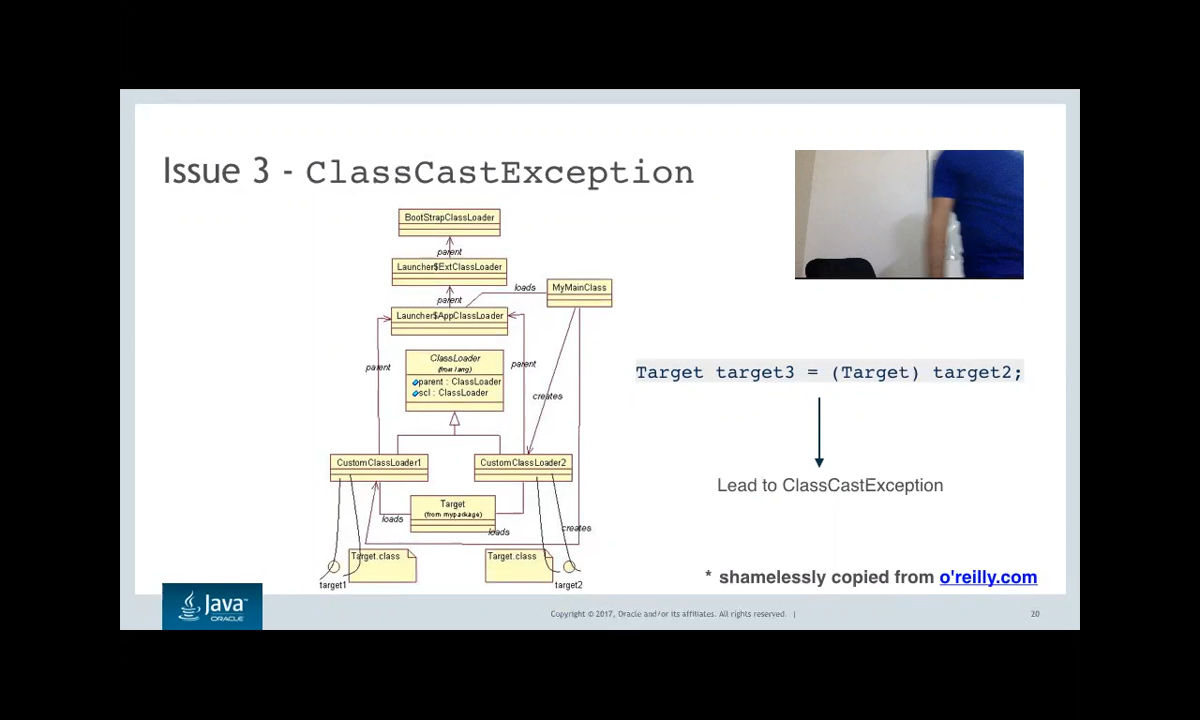 Issue 3 - ClassCastException
BootStrapClassLoader
parent
Launcher$ExtClassLoader
loads
MyMainClass
parent
Launcher$AppClassLoader
ClassLoader
(from lang)
parent
parent
parent : ClassLoader
scl : ClassLoader
creates
Target target3 = (Target) target2;
CustomClassLoader1
CustomClassLoader2
Lead to ClassCastException
Target
(from mypackage)
loads
loads
creates
Target.class
Target.class
target1
target2
* shamelessly copied from o'reilly.com
Java™
ORACLE
Copyright © 2017, Oracle and/or its affiliates. All rights reserved. |
20